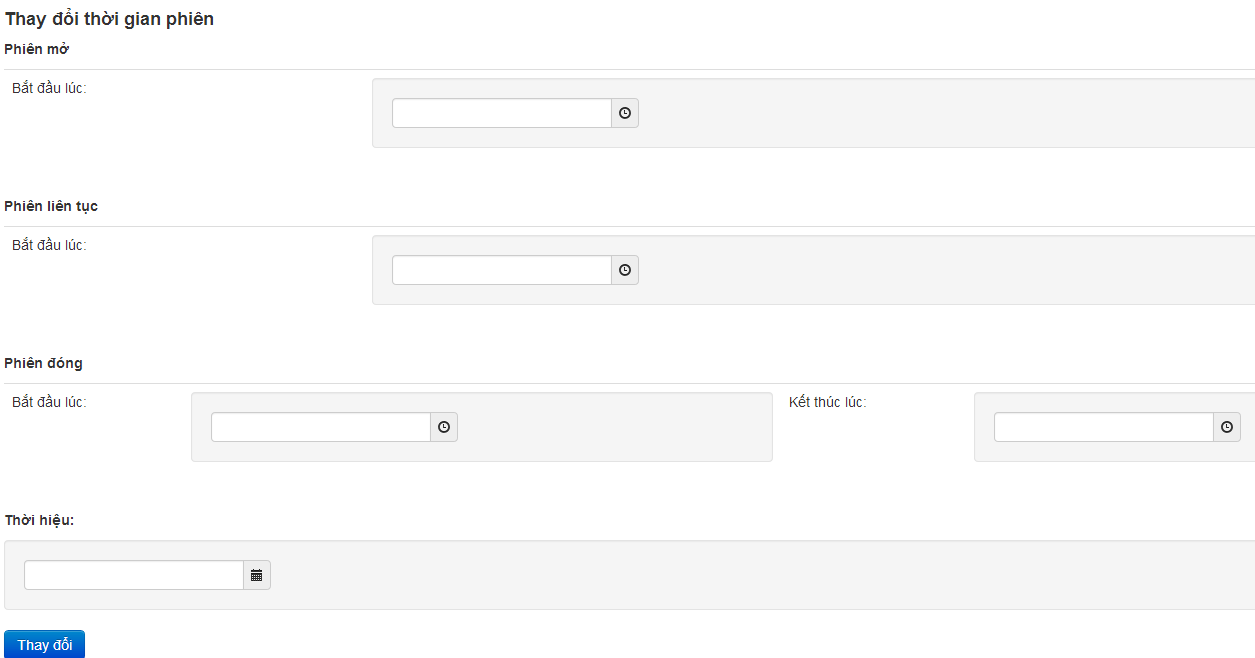 Thay đổi thời gian phiên
Phiên mở
Bắt đầu lúc:
Phiên liên tục
Bắt đầu lúc:
Phiên đóng
Bắt đầu lúc:
Kết thúc lúc:
Thời hiệu:
Thay đổi